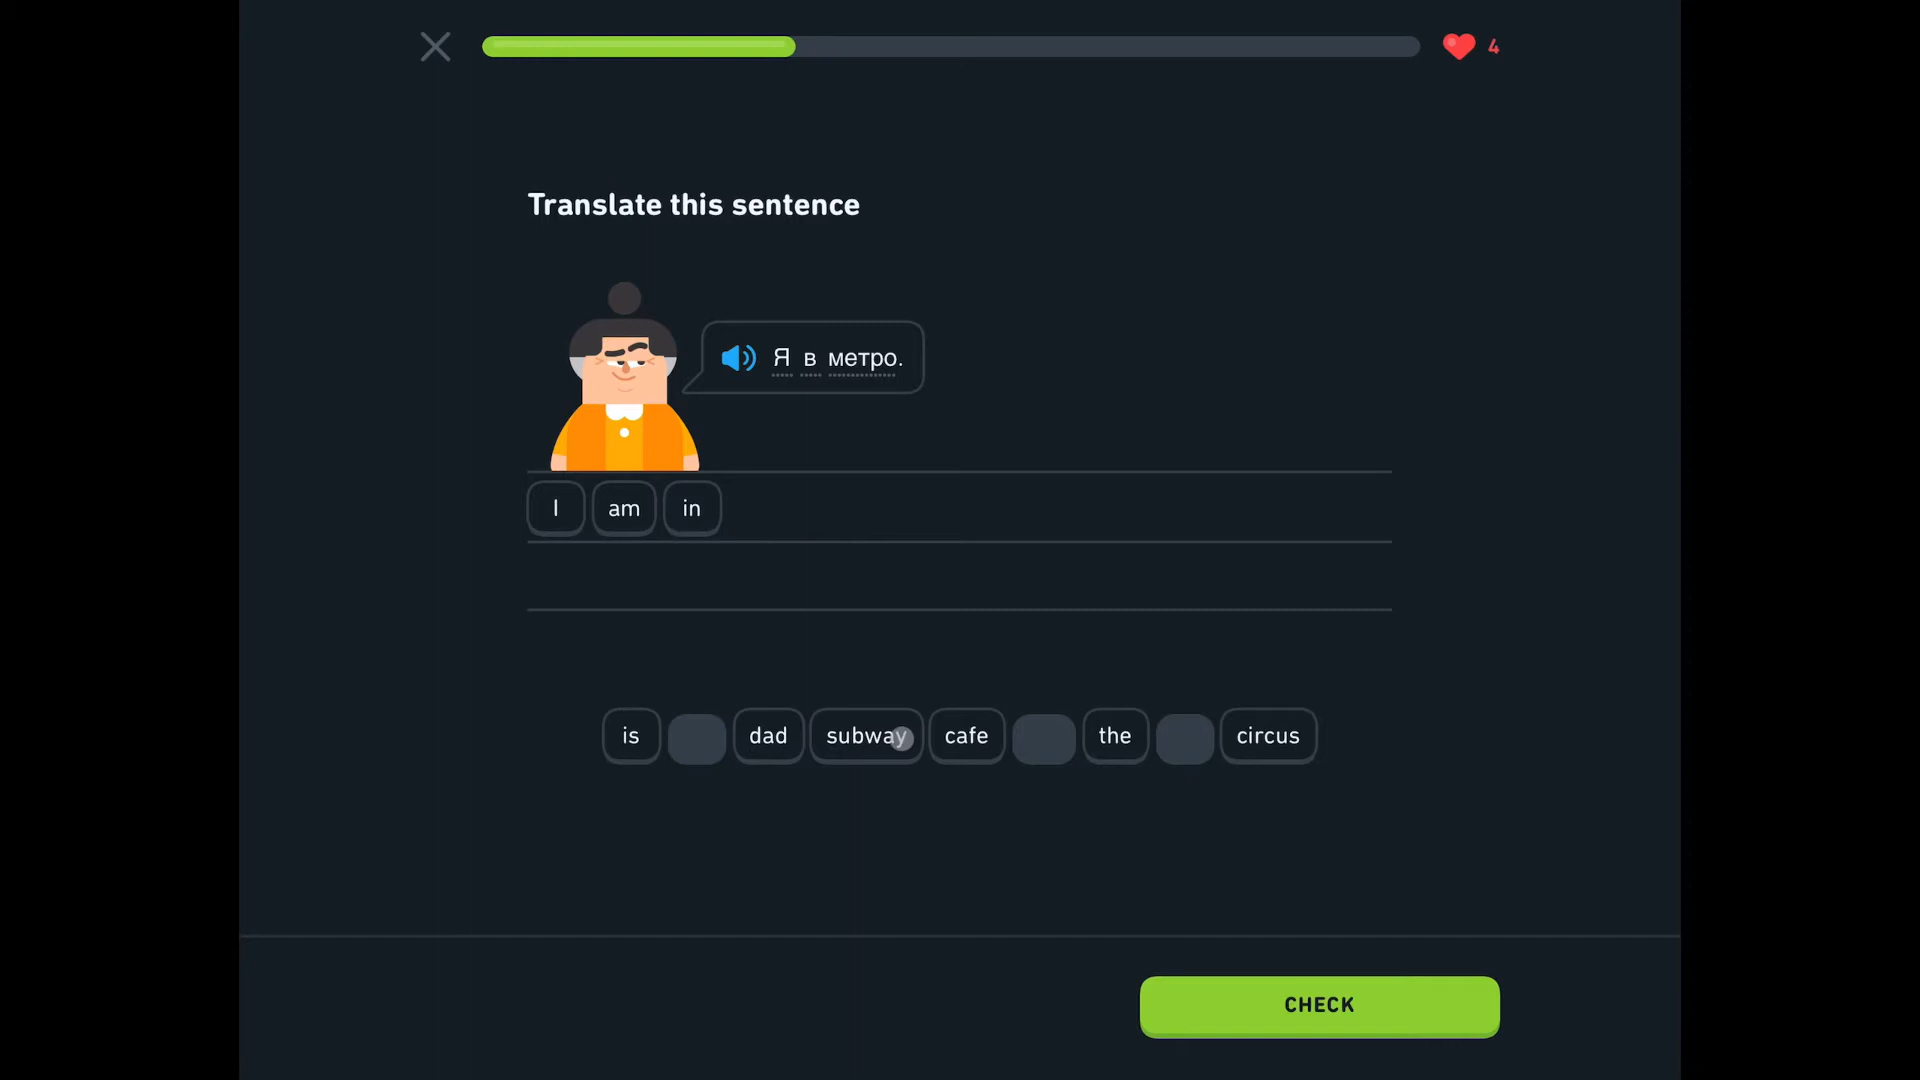 4
Translate this sentence
Я в метро.
I am in
is dad subway cafe the circus
CHECK